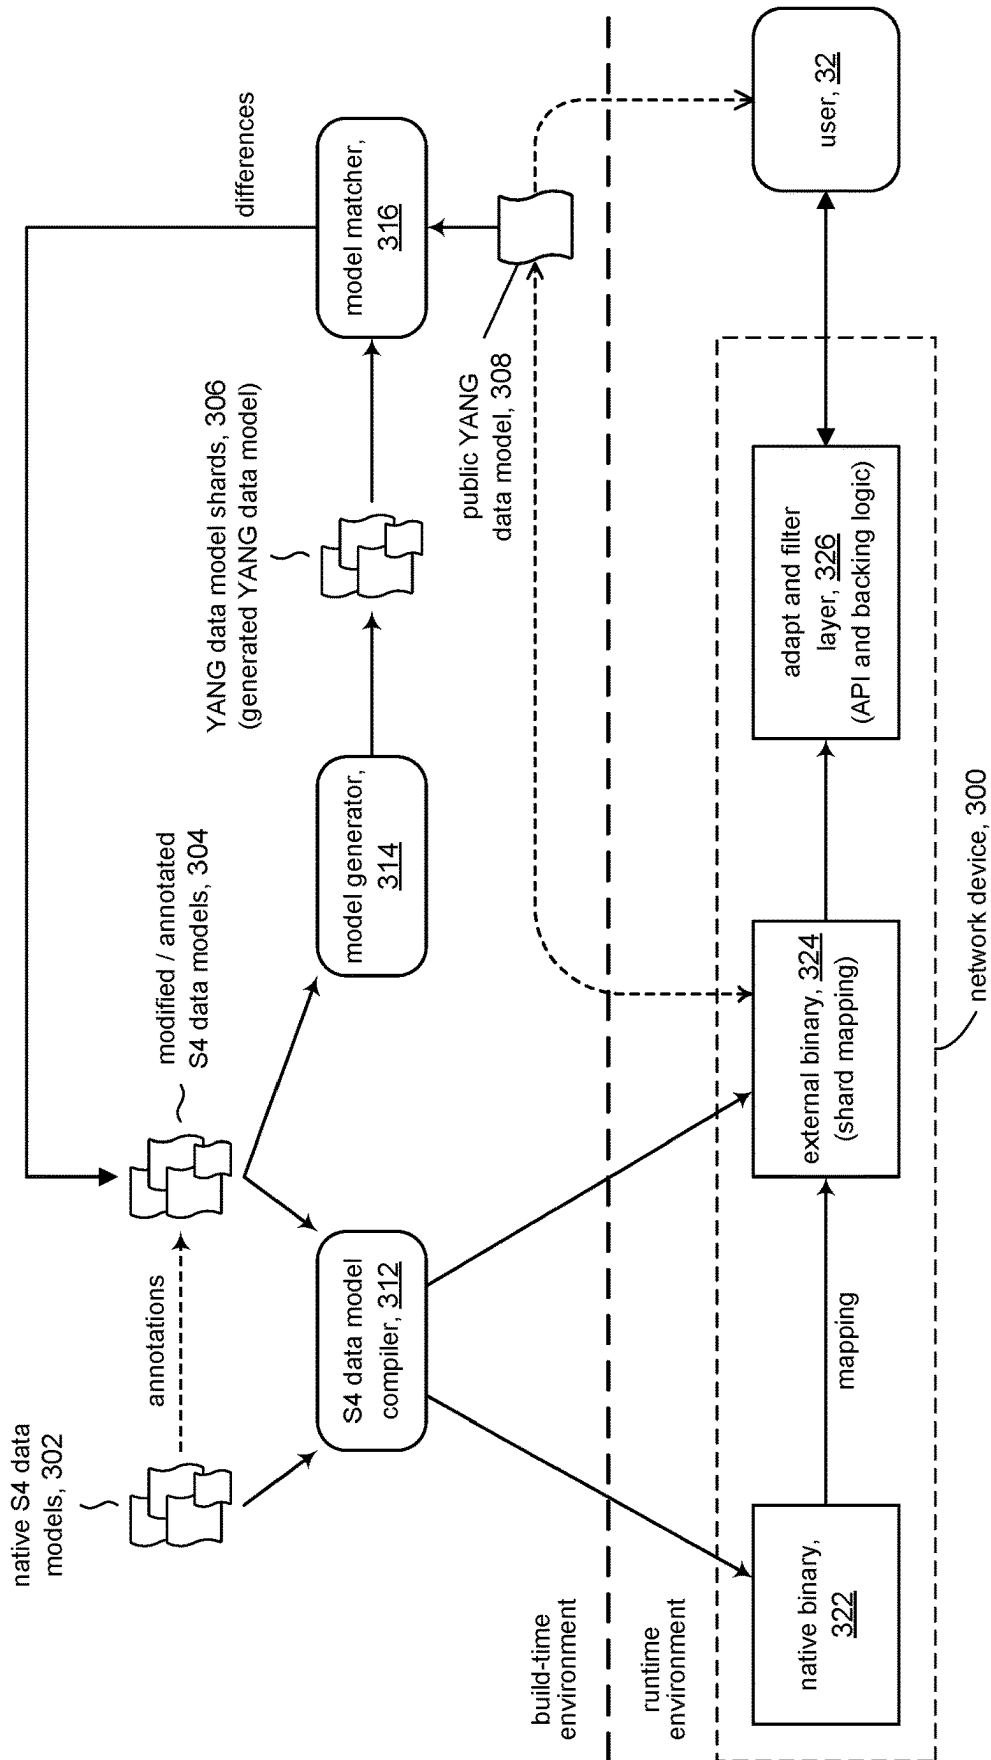 native S4 data
models, 302
annotations
modified / annotated
S4 data models, 304
differences
S4 data model
compiler, 312
model generator,
314
YANG data model shards, 306
(generated YANG data model)
model matcher,
316
public YANG
data model, 308
build-time
environment
runtime
environment
native binary,
322
mapping
external binary, 324
(shard mapping)
adapt and filter
layer, 326
(API and backing logic)
user, 32
network device, 300